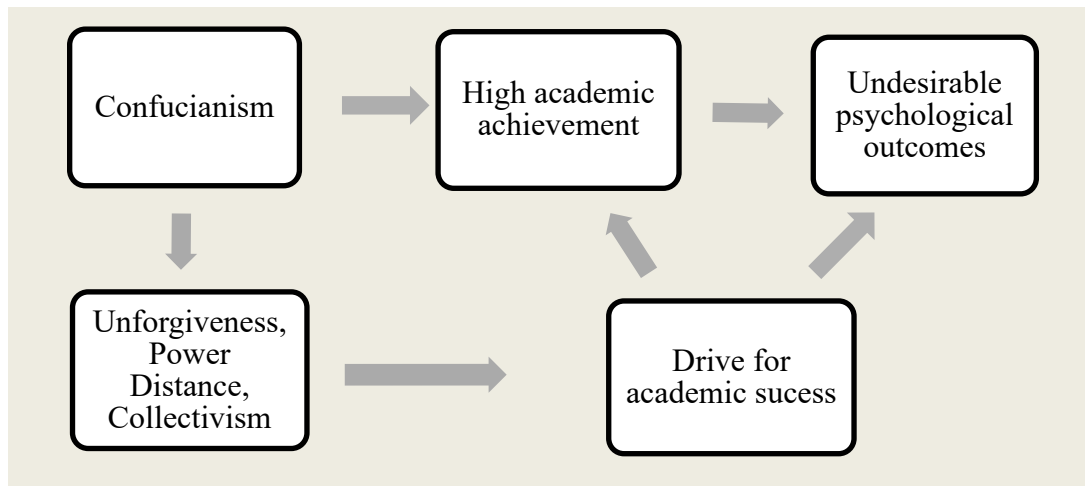 Confucianism
High academic
achievement
Undesirable
psychological
outcomes
Unforgiveness,
Power
Distance,
Collectivism
Drive for
academic sucess